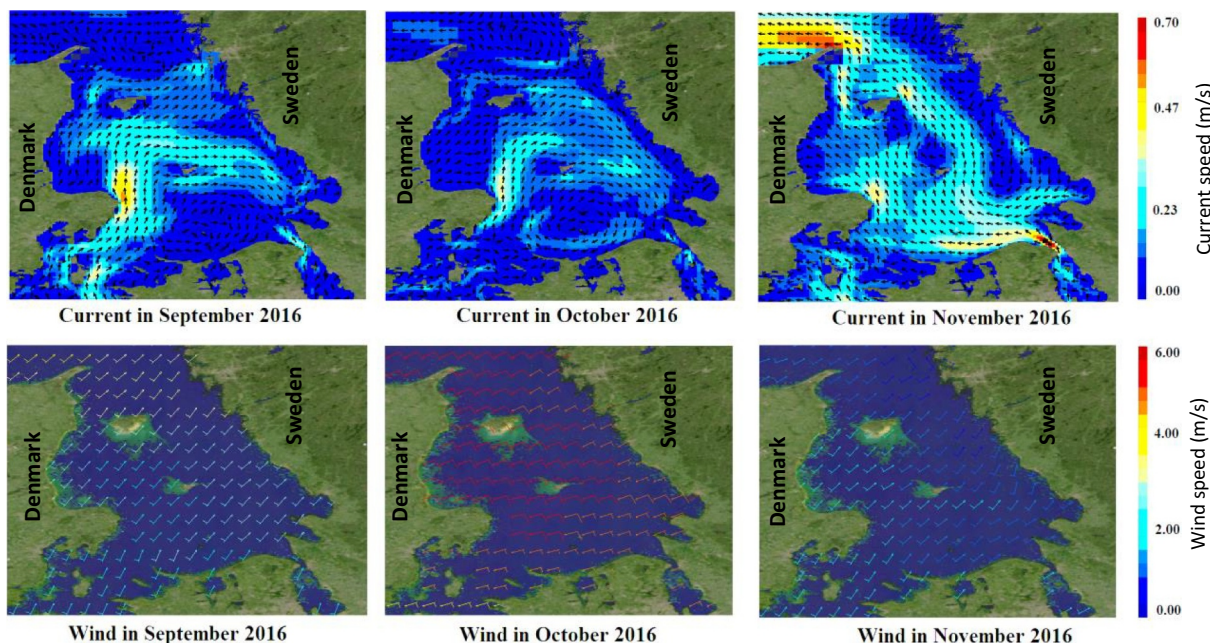 Denmark
Sweden
Denmark
Sweden
Denmark
Sweden
0.70
0.47
0.23
0.00
Current speed (m/s)
Current in September 2016
Current in October 2016
Current in November 2016
Denmark
Sweden
Denmark
Sweden
Denmark
Sweden
6.00
4.00
2.00
0.00
Wind speed (m/s)
Wind in September 2016
Wind in October 2016
Wind in November 2016